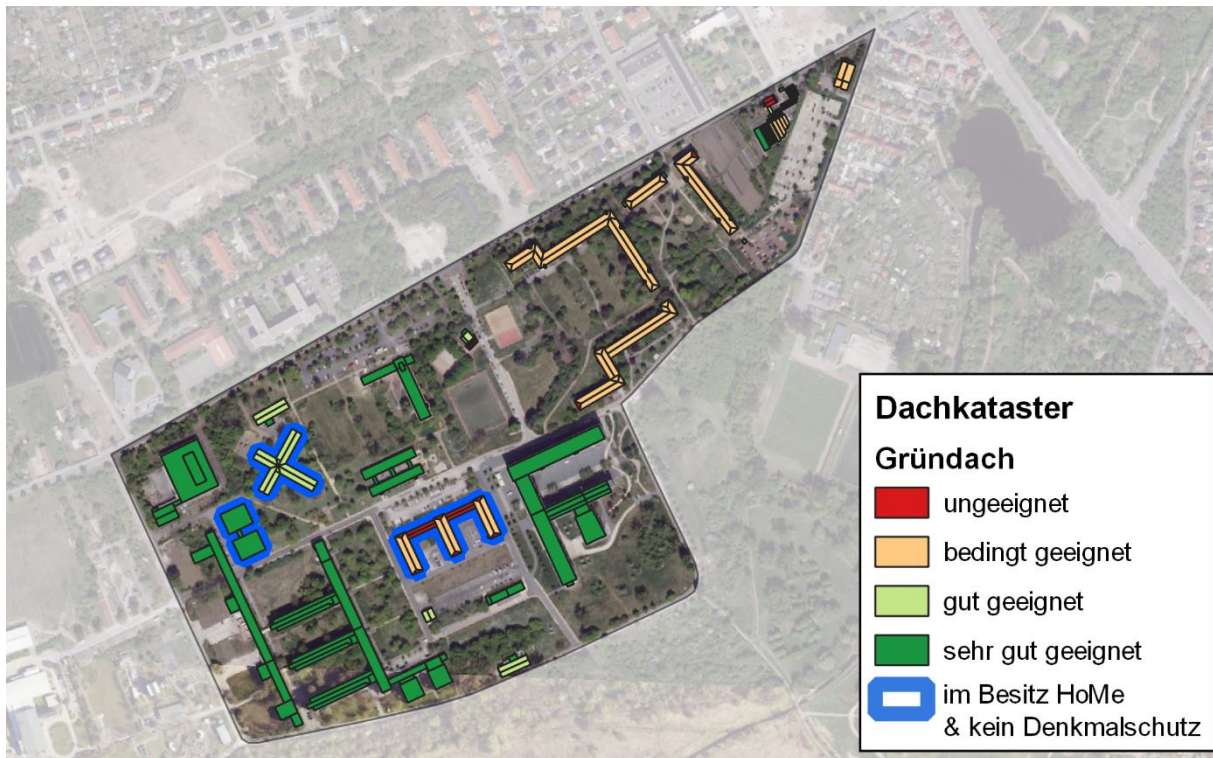 Dachkataster
Gründach
ungeeignet
bedingt geeignet
gut geeignet
sehr gut geeignet
im Besitz HoMe
& kein Denkmalschutz